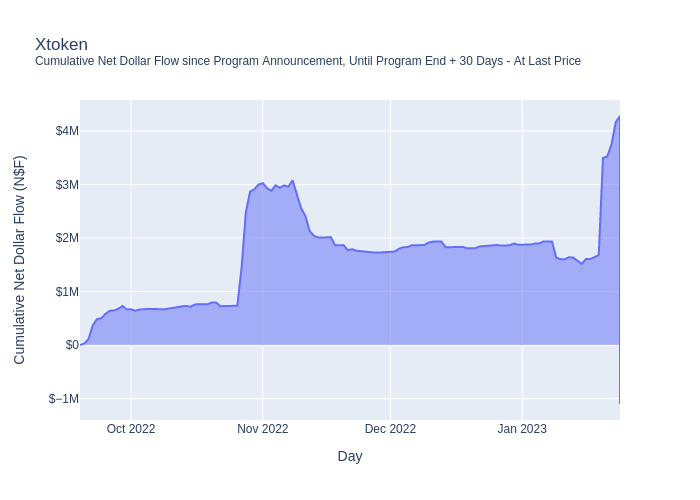 Xtoken
Cumulative Net Dollar Flow since Program Announcement, Until Program End + 30 Days - At Last Price
$4M
$3M
$2M
$1M
$0
$−1M
Cumulative Net Dollar Flow (N$F)
Oct 2022
Nov 2022
Dec 2022
Jan 2023
Day